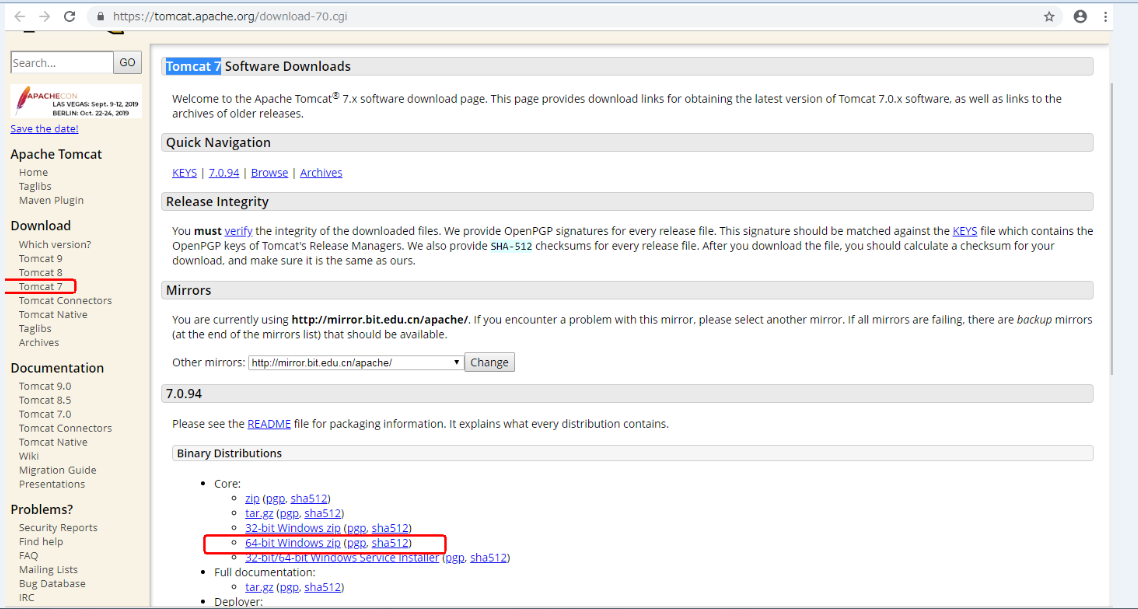 https://tomcat.apache.org/download-70.cgi
Search...
GO
APACHECON
LAS VEGAS: Sept. 9-12, 2019
BERLIN: Oct. 22-24, 2019
Save the date!
Apache Tomcat
Home
Taglibs
Maven Plugin
Download
Which version?
Tomcat 9
Tomcat 8
Tomcat 7
Tomcat Connectors
Tomcat Native
Taglibs
Archives
Documentation
Tomcat 9.0
Tomcat 8.5
Tomcat 7.0
Tomcat Connectors
Tomcat Native
Wiki
Migration Guide
Presentations
Problems?
Security Reports
Find help
FAQ
Mailing Lists
Bug Database
IRC
Tomcat 7 Software Downloads
Welcome to the Apache Tomcat® 7.x software download page. This page provides download links for obtaining the latest version of Tomcat 7.0.x software, as well as links to the
archives of older releases.
Quick Navigation
KEYS | 7.0.94 | Browse | Archives
Release Integrity
You must verify the integrity of the downloaded files. We provide OpenPGP signatures for every release file. This signature should be matched against the KEYS file which contains the
OpenPGP keys of Tomcat's Release Managers. We also provide SHA-512 checksums for every release file. After you download the file, you should calculate a checksum for your
download, and make sure it is the same as ours.
Mirrors
You are currently using http://mirror.bit.edu.cn/apache/. If you encounter a problem with this mirror, please select another mirror. If all mirrors are failing, there are backup mirrors
(at the end of the mirrors list) that should be available.
Other mirrors: http://mirror.bit.edu.cn/apache/ Change
7.0.94
Please see the README file for packaging information. It explains what every distribution contains.
Binary Distributions
Core:
zip (pgp, sha512)
tar.gz (pgp, sha512)
32-bit Windows zip (pgp, sha512)
64-bit Windows zip (pgp, sha512)
32-bit/64-bit Windows Service Installer (pgp, sha512)
Full documentation:
tar.gz (pgp, sha512)
Deployer: